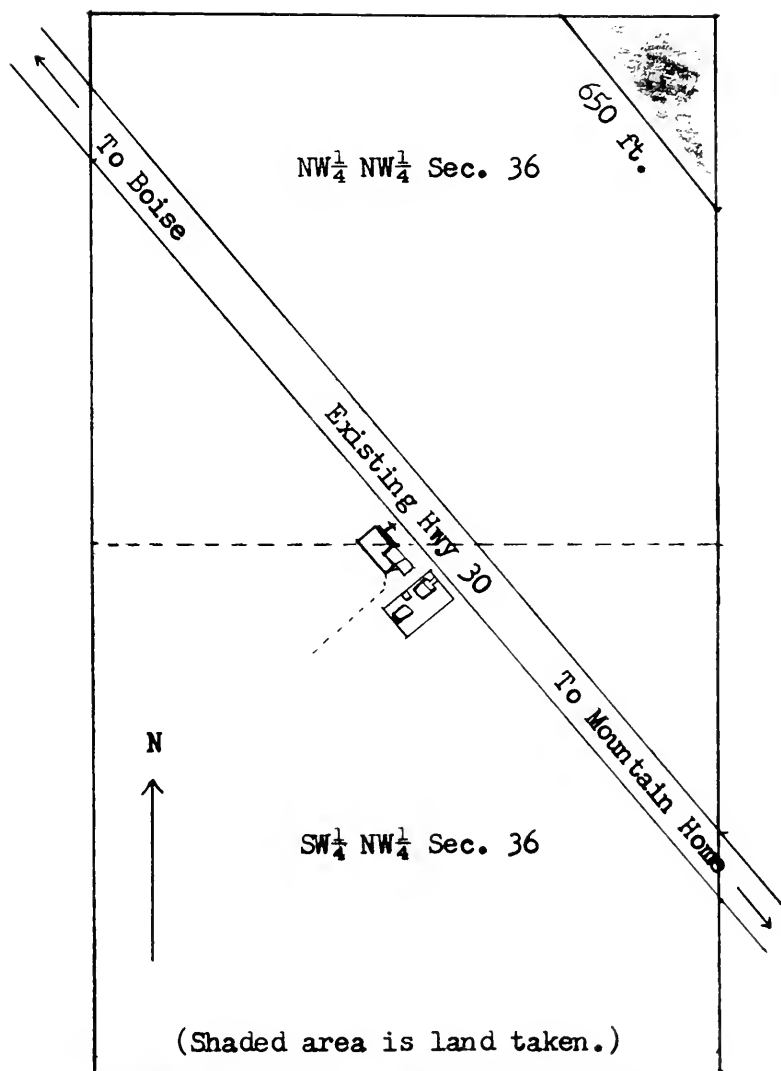 650 ft.
NW¼ NW¼ Sec. 36
To Boise
Existing Hwy 30
To Mountain Home
N
SW¼ NW¼ Sec. 36
(Shaded area is land taken.)